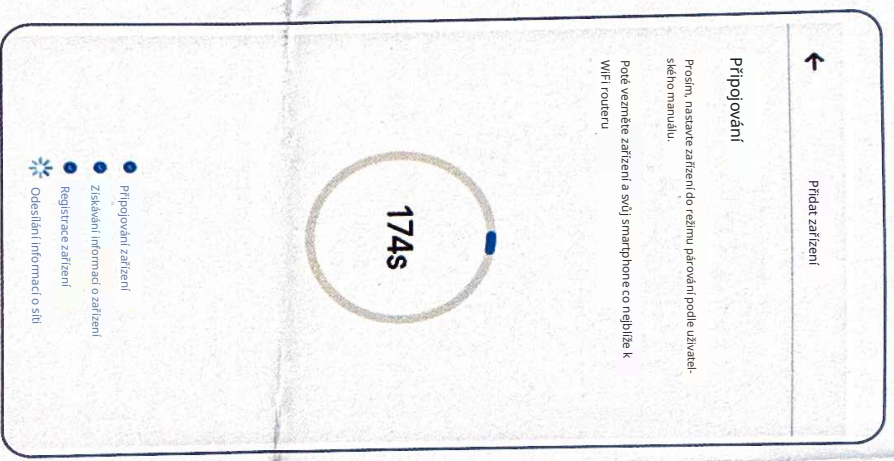 Přidat zařízení
Připojování
Prosím, nastavte zařízení do režimu párování podle uživatel-
ského manuálu.
Poté vezměte zařízení a svůj smartphone co nejblíže k
WiFi routeru
174s
Připojování zařízení
Získávání informací o zařízení
Registrace zařízení
Odesílání informací o síti